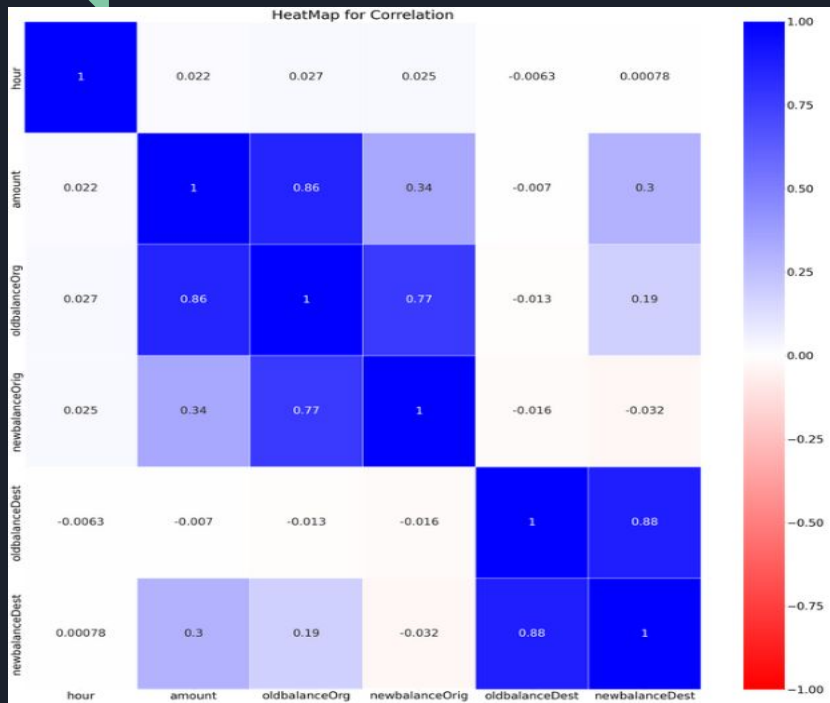 HeatMap for Correlation
hour 1 0.022 0.027 0.025 -0.0063 0.00078
amount 0.022 1 0.86 0.34 -0.007 0.3
oldbalanceOrg 0.027 0.86 1 0.77 -0.013 0.19
newbalanceOrig 0.025 0.34 0.77 1 -0.016 -0.032
oldbalanceDest -0.0063 -0.007 -0.013 -0.016 1 0.88
newbalanceDest 0.00078 0.3 0.19 -0.032 0.88 1
hour amount oldbalanceOrg newbalanceOrig oldbalanceDest newbalanceDest
1.00
0.75
0.50
0.25
0.00
−0.25
−0.50
−0.75
−1.00